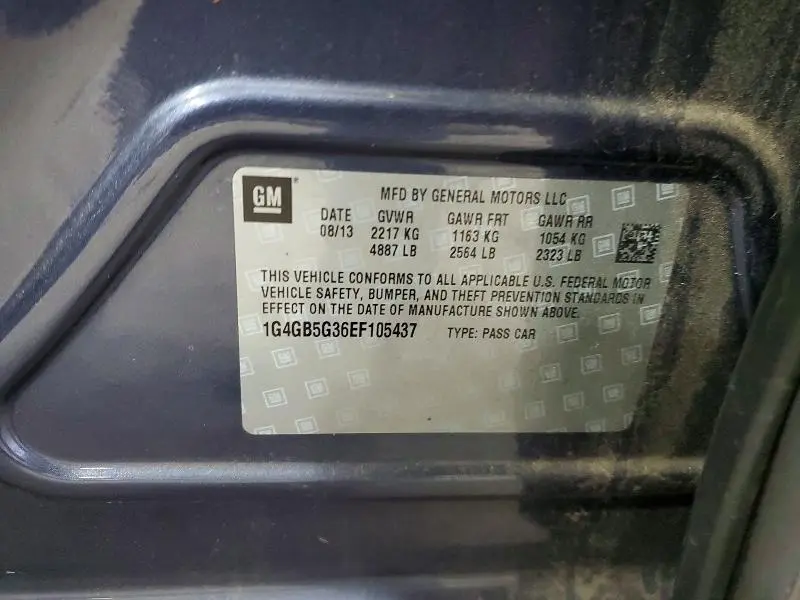 GM
MFD BY GENERAL MOTORS LLC
DATE GVWR GAWR FRT GAWR RR
08/13 2217 KG 1163 KG 1054 KG
4887 LB 2564 LB 2323 LB
THIS VEHICLE CONFORMS TO ALL APPLICABLE U.S. FEDERAL MOTOR
VEHICLE SAFETY, BUMPER, AND THEFT PREVENTION STANDARDS IN
EFFECT ON THE DATE OF MANUFACTURE SHOWN ABOVE.
1G4GB5G36EF105437 TYPE: PASS CAR